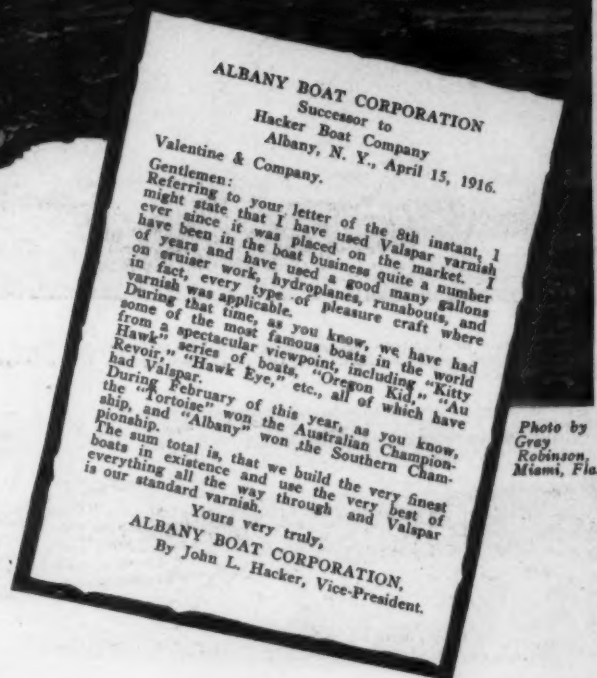 ALBANY BOAT CORPORATION
Successor to
Hacker Boat Company
Albany, N. Y., April 15, 1916.
Valentine & Company.
Gentlemen:
Referring to your letter of the 8th instant, I
might state that I have used Valspar varnish
ever since it was placed on the market. I
have been in the boat business quite a number
of years and have used a good many gallons
on cruiser work, hydroplanes, runabouts, and
in fact, every type of pleasure craft where
varnish was applicable.
During that time, as you know, we have had
some of the most famous boats in the world
from a spectacular viewpoint, including "Kitty
Hawk" series of boats, "Oregon Kid," "Au
Revoir," "Hawk Eye," etc., all of which have
had Valspar.
During February of this year, as you know,
the "Tortoise" won the Australian Champion-
ship, and "Albany" won the Southern Cham-
pionship.
The sum total is, that we build the very finest
boats in existence and use the very best of
everything all the way through and Valspar
is our standard varnish.
Yours very truly,
ALBANY BOAT CORPORATION,
By John L. Hacker, Vice-President.
Photo by
Gray
Robinson,
Miami, Fla.